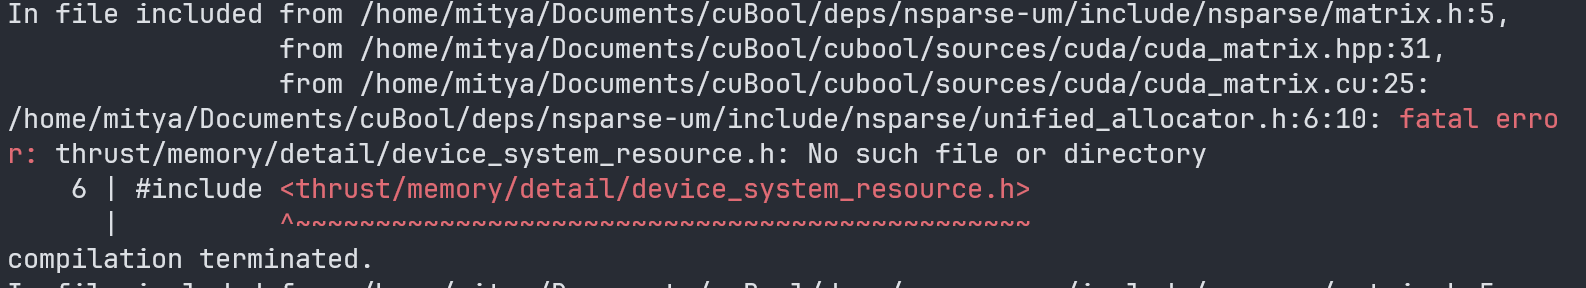 In file included from /home/mitya/Documents/cuBool/deps/nsparse-um/include/nsparse/matrix.h:5,
                 from /home/mitya/Documents/cuBool/cubool/sources/cuda/cuda_matrix.hpp:31,
                 from /home/mitya/Documents/cuBool/cubool/sources/cuda/cuda_matrix.cu:25:
/home/mitya/Documents/cuBool/deps/nsparse-um/include/nsparse/unified_allocator.h:6:10: fatal erro
r: thrust/memory/detail/device_system_resource.h: No such file or directory
    6 | #include <thrust/memory/detail/device_system_resource.h>
      |          ^~~~~~~~~~~~~~~~~~~~~~~~~~~~~~~~~~~~~~~~~~~~~~~
compilation terminated.